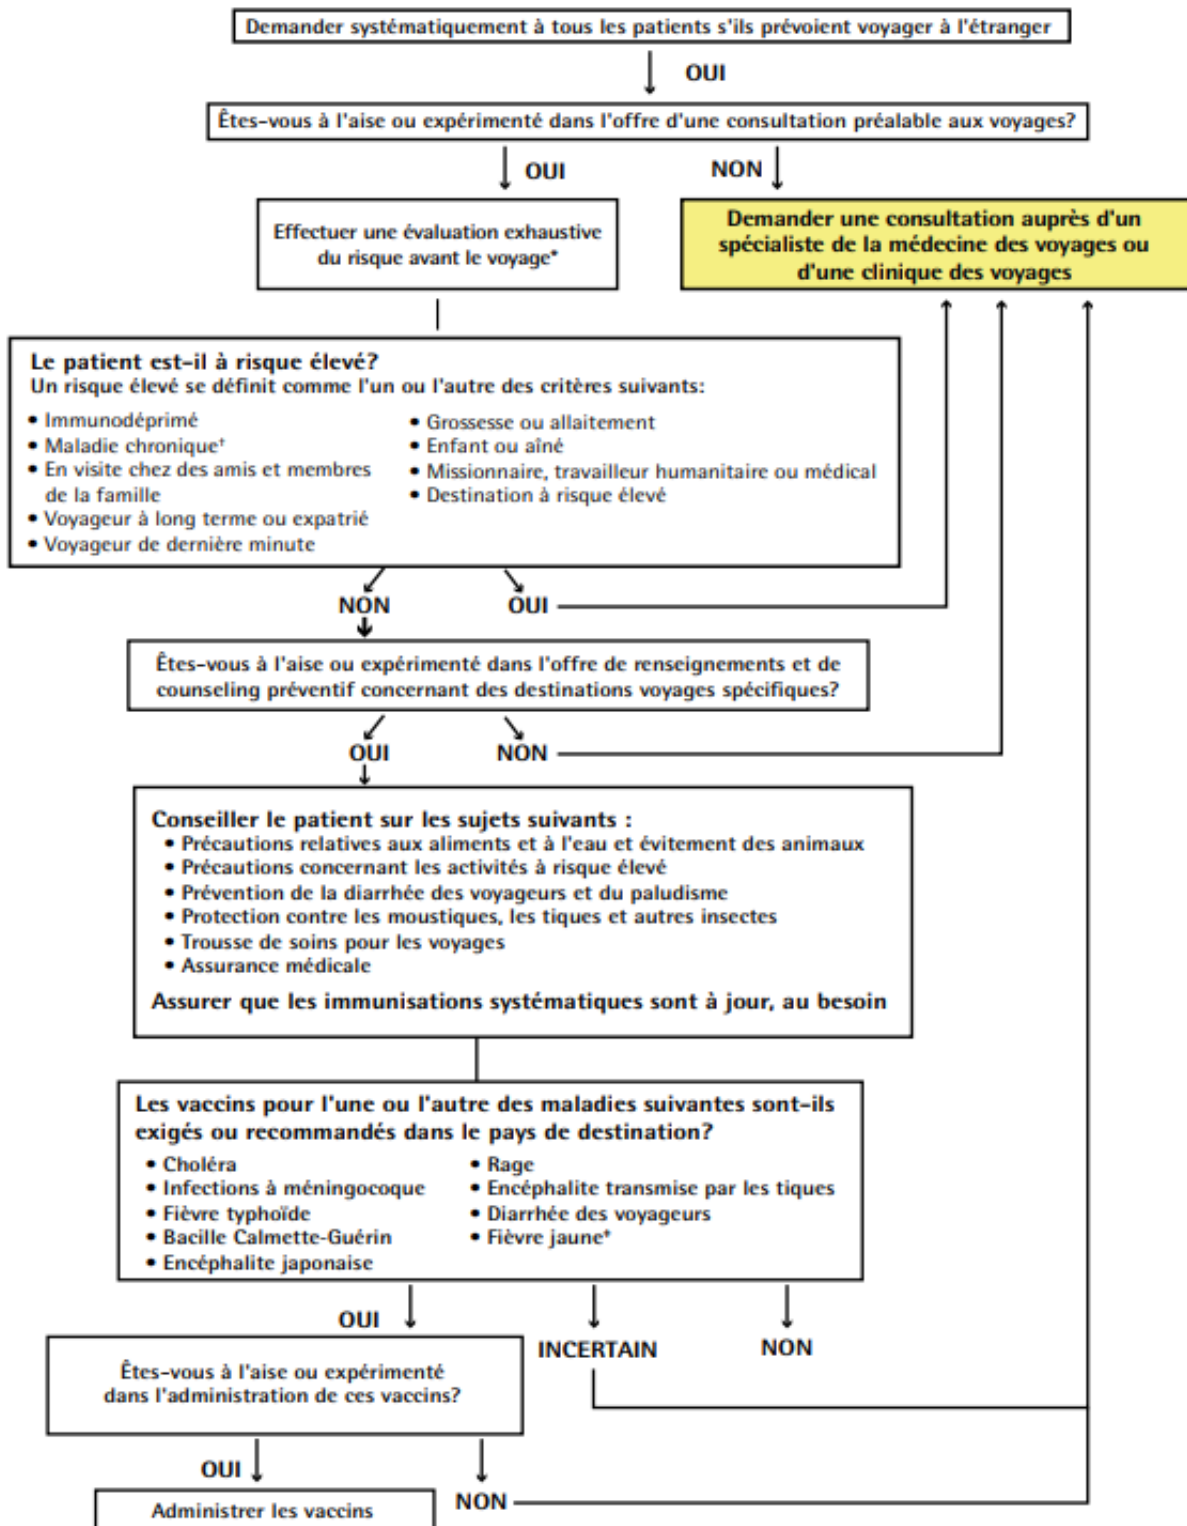 Demander systématiquement à tous les patients s'ils prévoient voyager à l'étranger
OUI
Êtes-vous à l'aise ou expérimenté dans l'offre d'une consultation préalable aux voyages?
OUI
NON
Effectuer une évaluation exhaustive
du risque avant le voyage*
Demander une consultation auprès d'un
spécialiste de la médecine des voyages ou
d'une clinique des voyages
Le patient est-il à risque élevé?
Un risque élevé se définit comme l'un ou l'autre des critères suivants:
• Immunodéprimé
• Maladie chronique†
• En visite chez des amis et membres
de la famille
• Voyageur à long terme ou expatrié
• Voyageur de dernière minute
• Grossesse ou allaitement
• Enfant ou aîné
• Missionnaire, travailleur humanitaire ou médical
• Destination à risque élevé
NON
OUI
Êtes-vous à l'aise ou expérimenté dans l'offre de renseignements et de
counseling préventif concernant des destinations voyages spécifiques?
OUI
NON
Conseiller le patient sur les sujets suivants :
• Précautions relatives aux aliments et à l'eau et évitement des animaux
• Précautions concernant les activités à risque élevé
• Prévention de la diarrhée des voyageurs et du paludisme
• Protection contre les moustiques, les tiques et autres insectes
• Trousse de soins pour les voyages
• Assurance médicale
Assurer que les immunisations systématiques sont à jour, au besoin
Les vaccins pour l'une ou l'autre des maladies suivantes sont-ils
exigés ou recommandés dans le pays de destination?
• Choléra
• Infections à méningocoque
• Fièvre typhoïde
• Bacille Calmette-Guérin
• Encéphalite japonaise
• Rage
• Encéphalite transmise par les tiques
• Diarrhée des voyageurs
• Fièvre jaune‡
OUI
INCERTAIN
NON
Êtes-vous à l'aise ou expérimenté
dans l'administration de ces vaccins?
OUI
NON
Administrer les vaccins